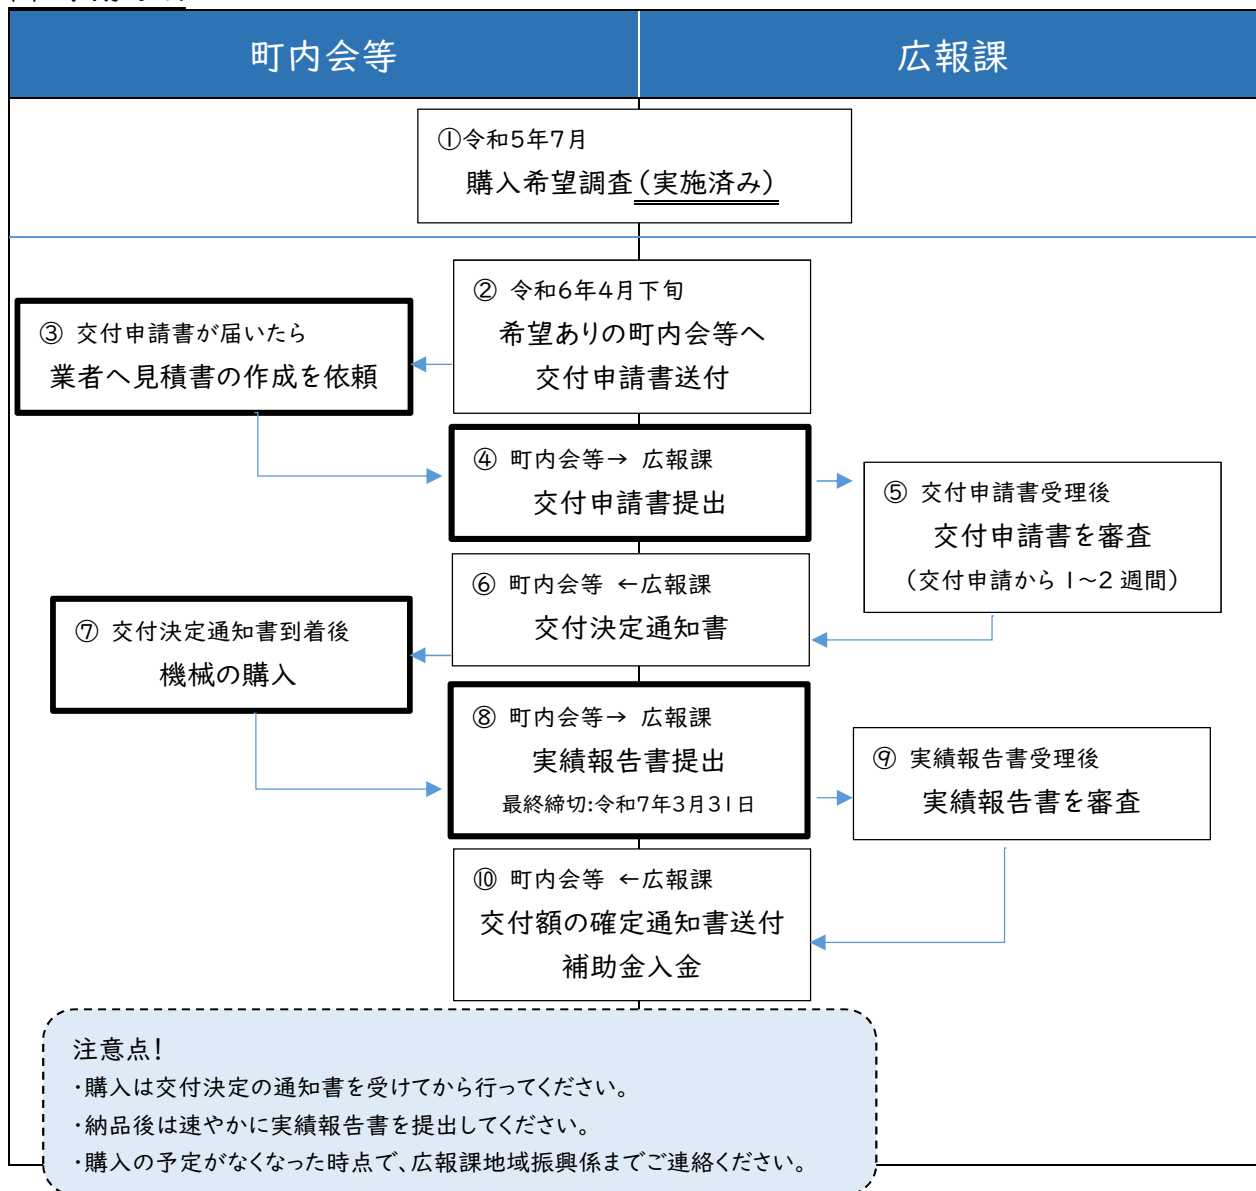 町内会等
広報課
①令和5年7月
購入希望調査(実施済み)
② 令和6年4月下旬
希望ありの町内会等へ
交付申請書送付
③ 交付申請書が届いたら
業者へ見積書の作成を依頼
④ 町内会等→ 広報課
交付申請書提出
⑤ 交付申請書受理後
交付申請書を審査
(交付申請から 1~2 週間)
⑥ 町内会等 ←広報課
交付決定通知書
⑦ 交付決定通知書到着後
機械の購入
⑧ 町内会等→ 広報課
実績報告書提出
最終締切:令和7年3月31日
⑨ 実績報告書受理後
実績報告書を審査
⑩ 町内会等 ←広報課
交付額の確定通知書送付
補助金入金
注意点!
・購入は交付決定の通知書を受けてから行ってください。
・納品後は速やかに実績報告書を提出してください。
・購入の予定がなくなった時点で、広報課地域振興係までご連絡ください。